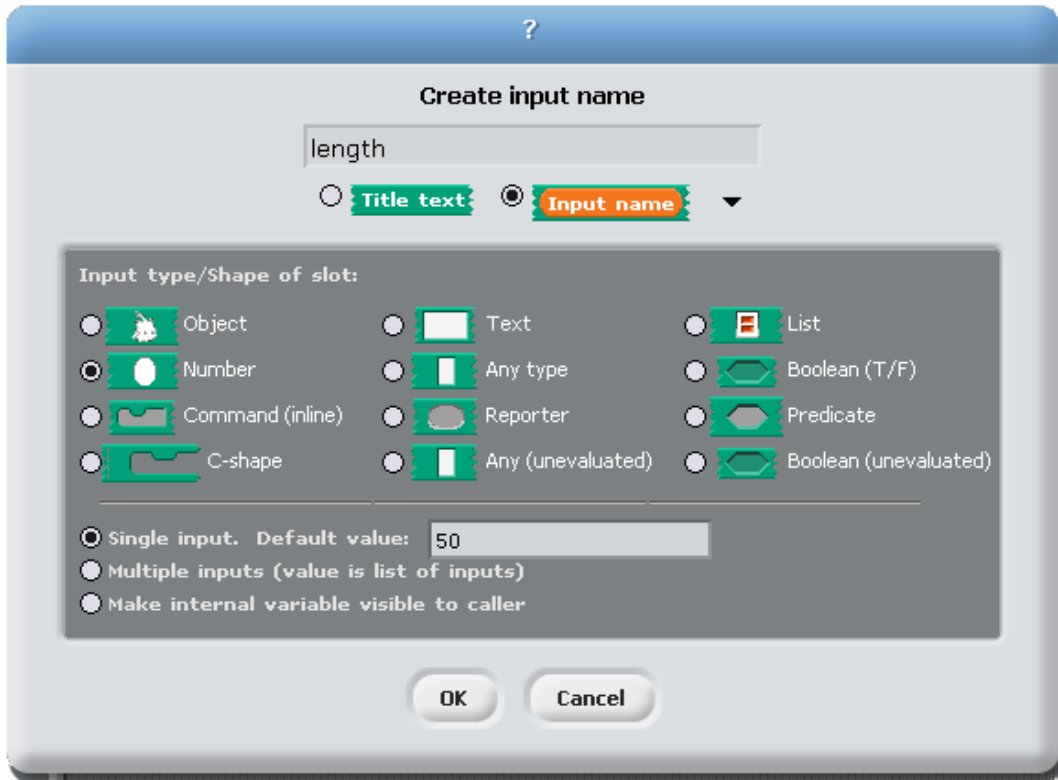 ?
Create input name
length
Title text Input name
Input type/Shape of slot:
Object Text List
Number Any type Boolean (T/F)
Command (inline) Reporter Predicate
C-shape Any (unevaluated) Boolean (unevaluated)
Single input. Default value: 50
Multiple inputs (value is list of inputs)
Make internal variable visible to caller
OK Cancel